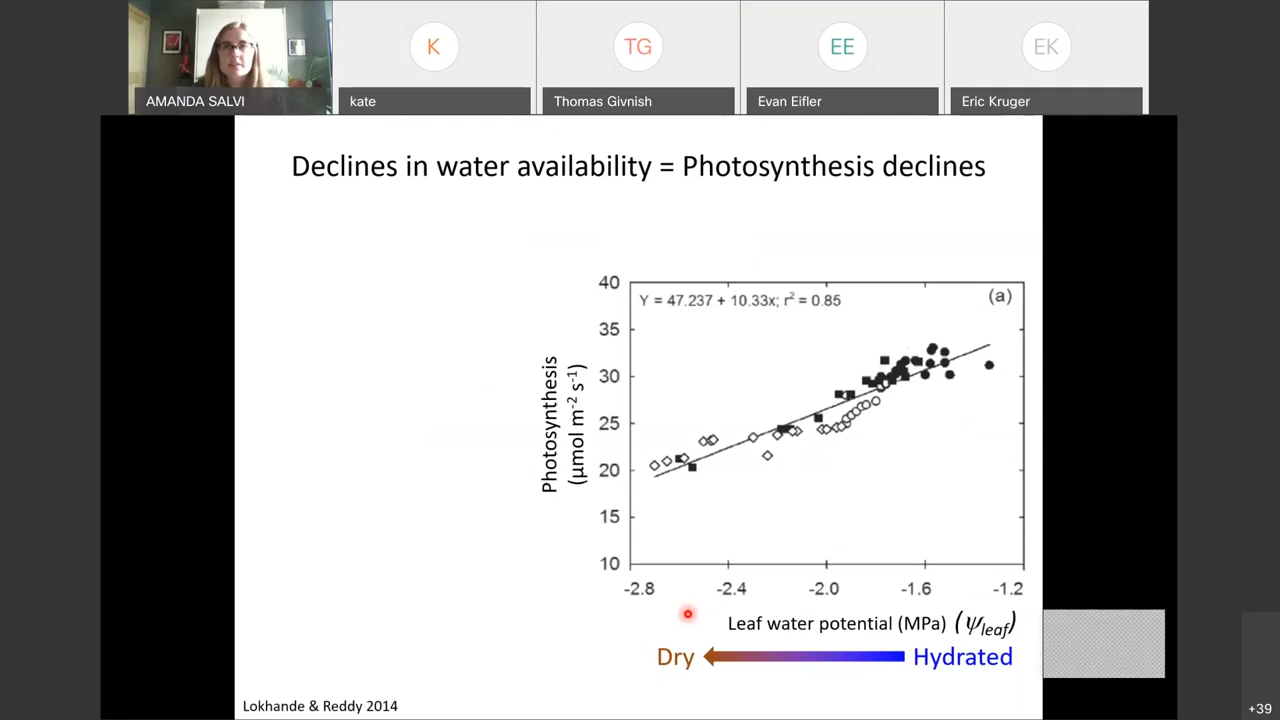 K
TG
EE
EK
AMANDA SALVI
kate
Thomas Givnish
Evan Eifler
Eric Kruger
Declines in water availability = Photosynthesis declines
Y = 47.237 + 10.33x; r² = 0.85
(a)
40
35
30
25
20
15
10
Photosynthesis
(µmol m⁻² s⁻¹)
-2.8
-2.4
-2.0
-1.6
-1.2
Leaf water potential (MPa) (ψleaf)
Dry
Hydrated
Lokhande & Reddy 2014
+39